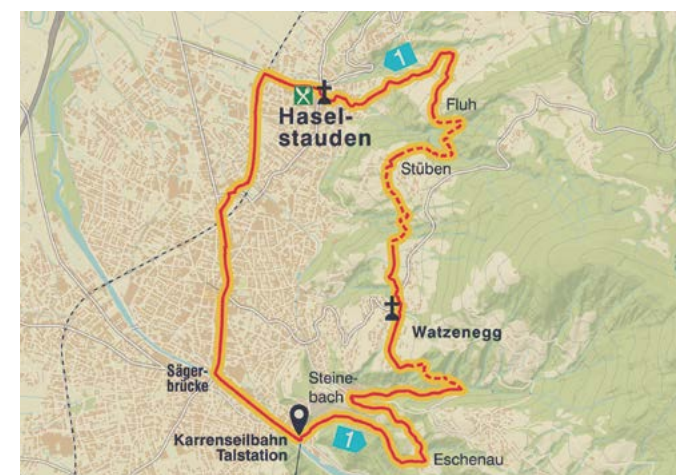 1
Hasel-
stauden
Fluh
Stüben
Watzenegg
Säger-
brücke
Steine-
bach
Karrenseilbahn
Talstation
1
Eschenau